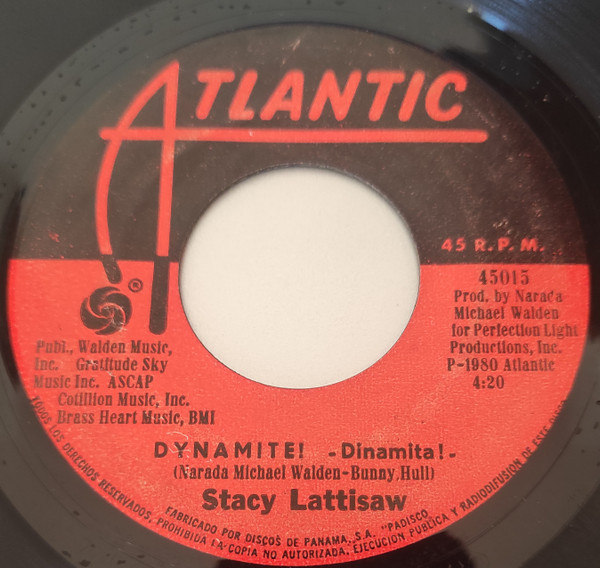 ATLANTIC
45 R.P.M.
®
45015
Prod. by Narada
Michael Walden
for Perfection Light
Productions, Inc.
P-1980 Atlantic
4:20
Publ., Walden Music,
Inc. Gratitude Sky
Music Inc. ASCAP
Cotillion Music, Inc.
Brass Heart Music, BMI
DYNAMITE! -Dinamita!-
(Narada Michael Walden-Bunny Hull)
Stacy Lattisaw
FABRICADO POR DISCOS DE PANAMA, S.A. "PADISCO,
TODOS LOS DERECHOS RESERVADOS, PROHIBIDA LA COPIA NO AUTORIZADA, EJECUCION PUBLICA Y RADIODIFUSION DE ESTE